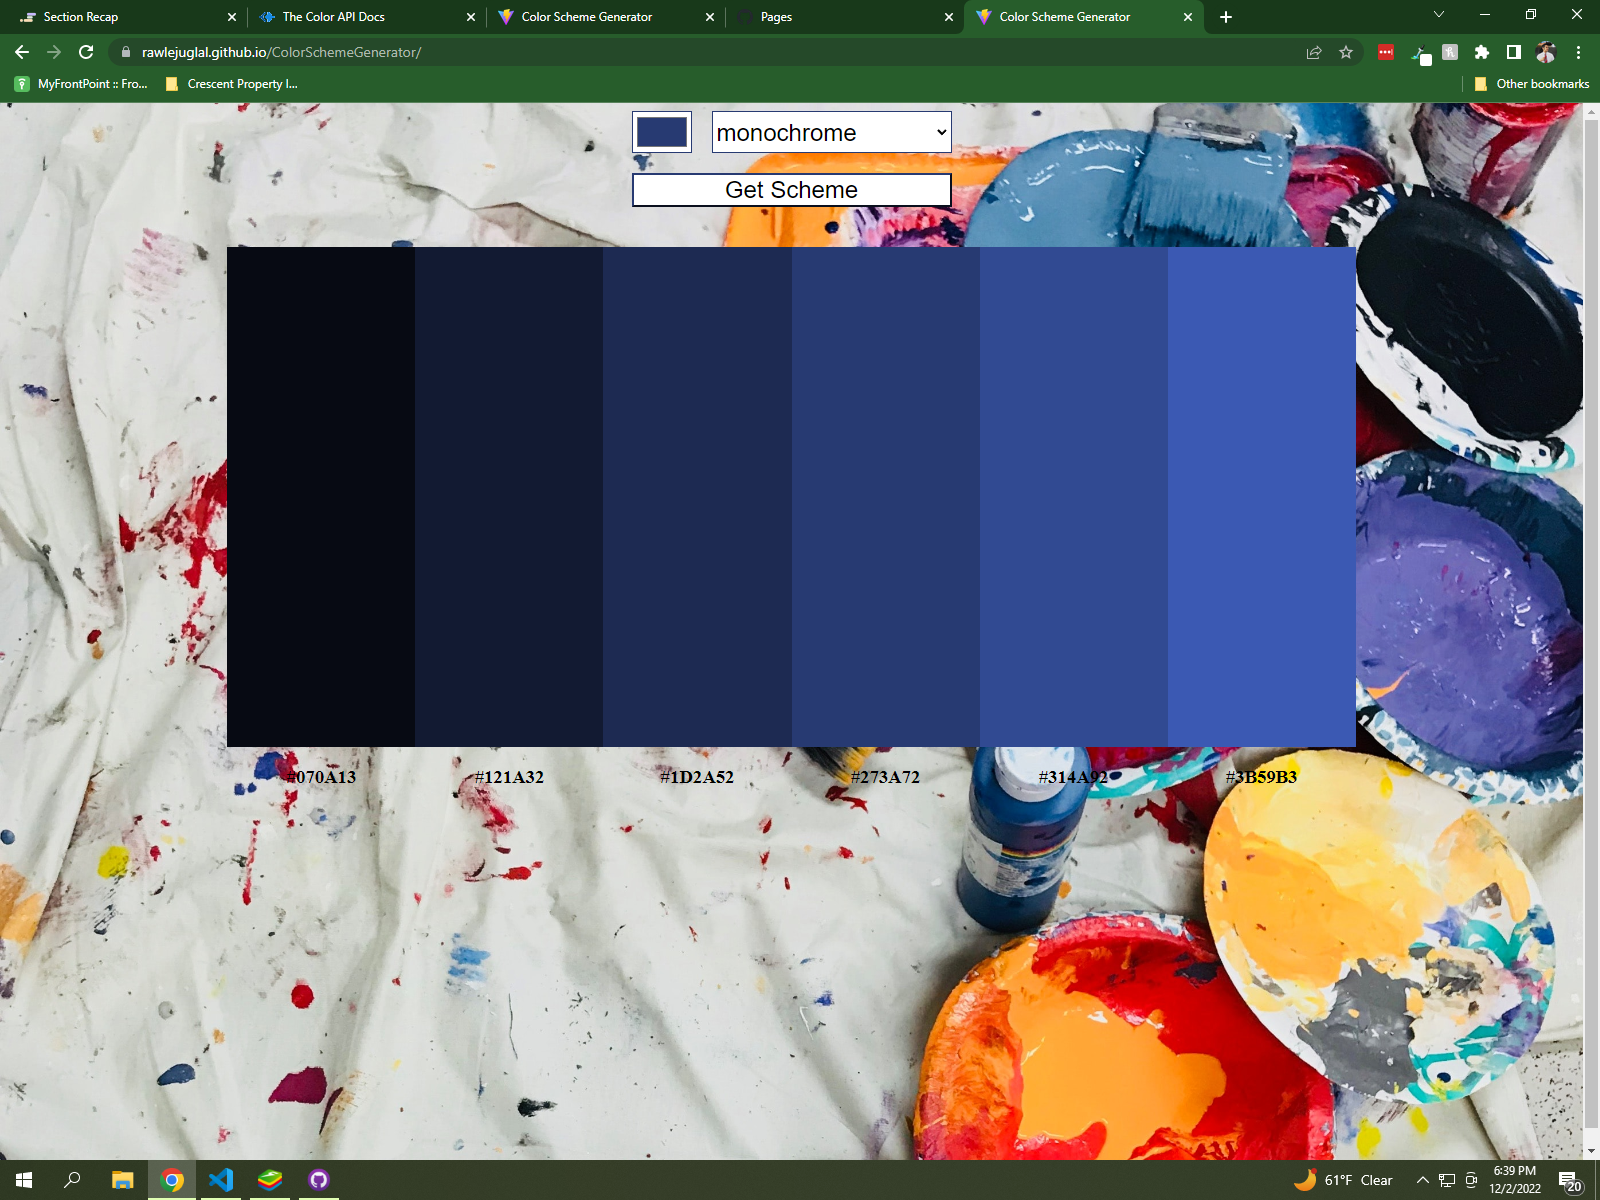 Section Recap
The Color API Docs
Color Scheme Generator
Pages
Color Scheme Generator
rawlejuglal.github.io/ColorSchemeGenerator/
MyFrontPoint :: Fro...
Crescent Property I...
Other bookmarks
monochrome
Get Scheme
#070A13
#121A32
#1D2A52
#273A72
#314A92
#3B59B3
61°F Clear
6:39 PM
12/2/2022
20